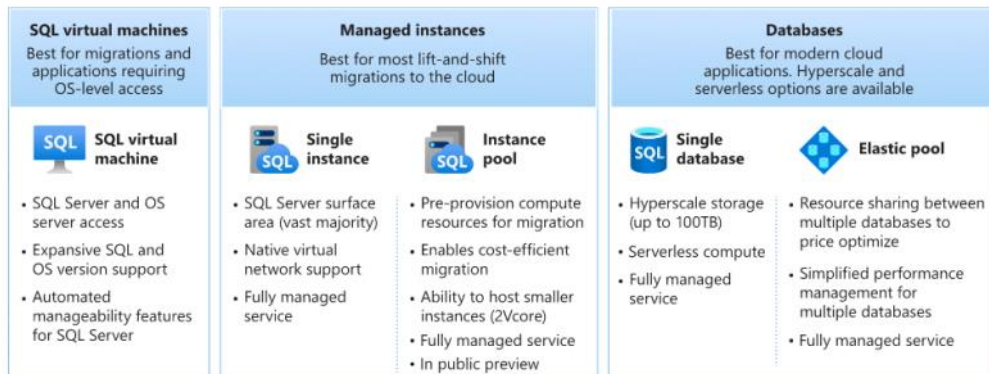 SQL virtual machines
Best for migrations and
applications requiring
OS-level access
SQL
SQL virtual
machine
• SQL Server and OS
server access
• Expansive SQL and
OS version support
• Automated
manageability features
for SQL Server
Managed instances
Best for most lift-and-shift
migrations to the cloud
SQL
Single
instance
• SQL Server surface
area (vast majority)
• Native virtual
network support
• Fully managed
service
SQL
Instance
pool
• Pre-provision compute
resources for migration
• Enables cost-efficient
migration
• Ability to host smaller
instances (2Vcore)
• Fully managed service
• In public preview
Databases
Best for modern cloud
applications. Hyperscale and
serverless options are available
SQL
Single
database
• Hyperscale storage
(up to 100TB)
• Serverless compute
• Fully managed
service
Elastic pool
• Resource sharing between
multiple databases to
price optimize
• Simplified performance
management for
multiple databases
• Fully managed service